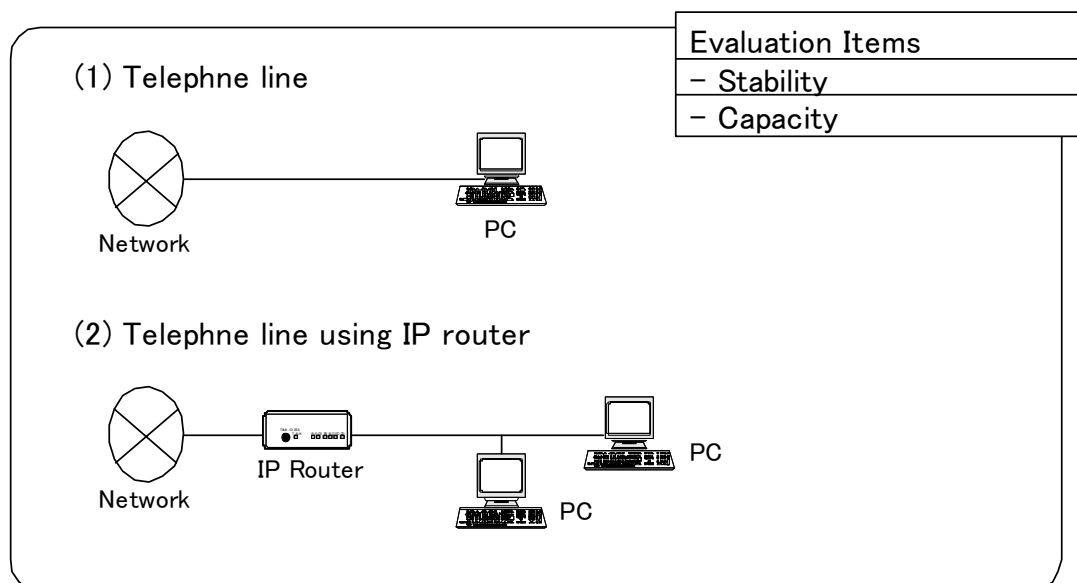 Evaluation Items
− Stability
− Capacity
(1) Telephne line
PC
Network
(2) Telephne line using IP router
IP Router
PC
Network
PC